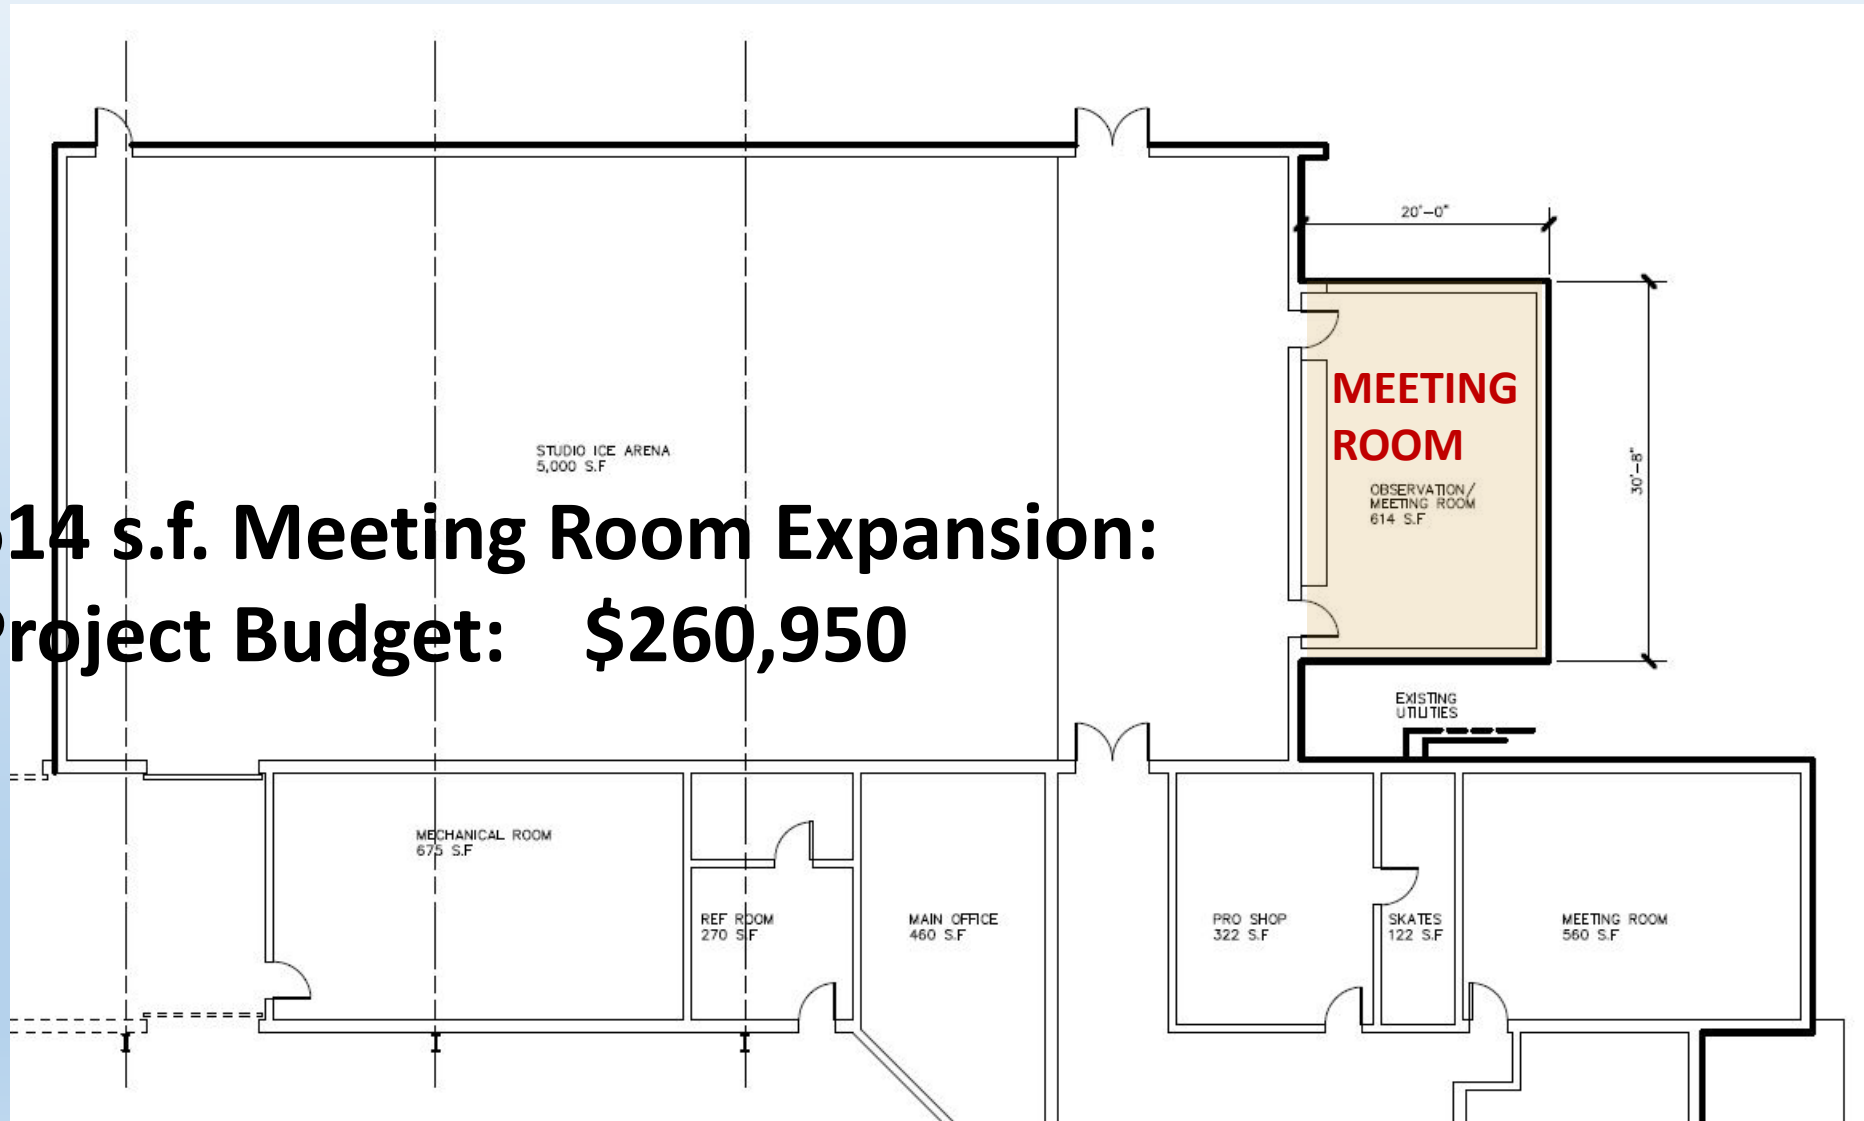 20'-0"
MEETING
ROOM
30'-8"
STUDIO ICE ARENA
5,000 S.F
OBSERVATION/
MEETING ROOM
614 S.F
14 s.f. Meeting Room Expansion:
roject Budget: $260,950
EXISTING
UTILITIES
MECHANICAL ROOM
675 S.F
REF ROOM
270 S.F
MAIN OFFICE
460 S.F
PRO SHOP
322 S.F
SKATES
122 S.F
MEETING ROOM
560 S.F